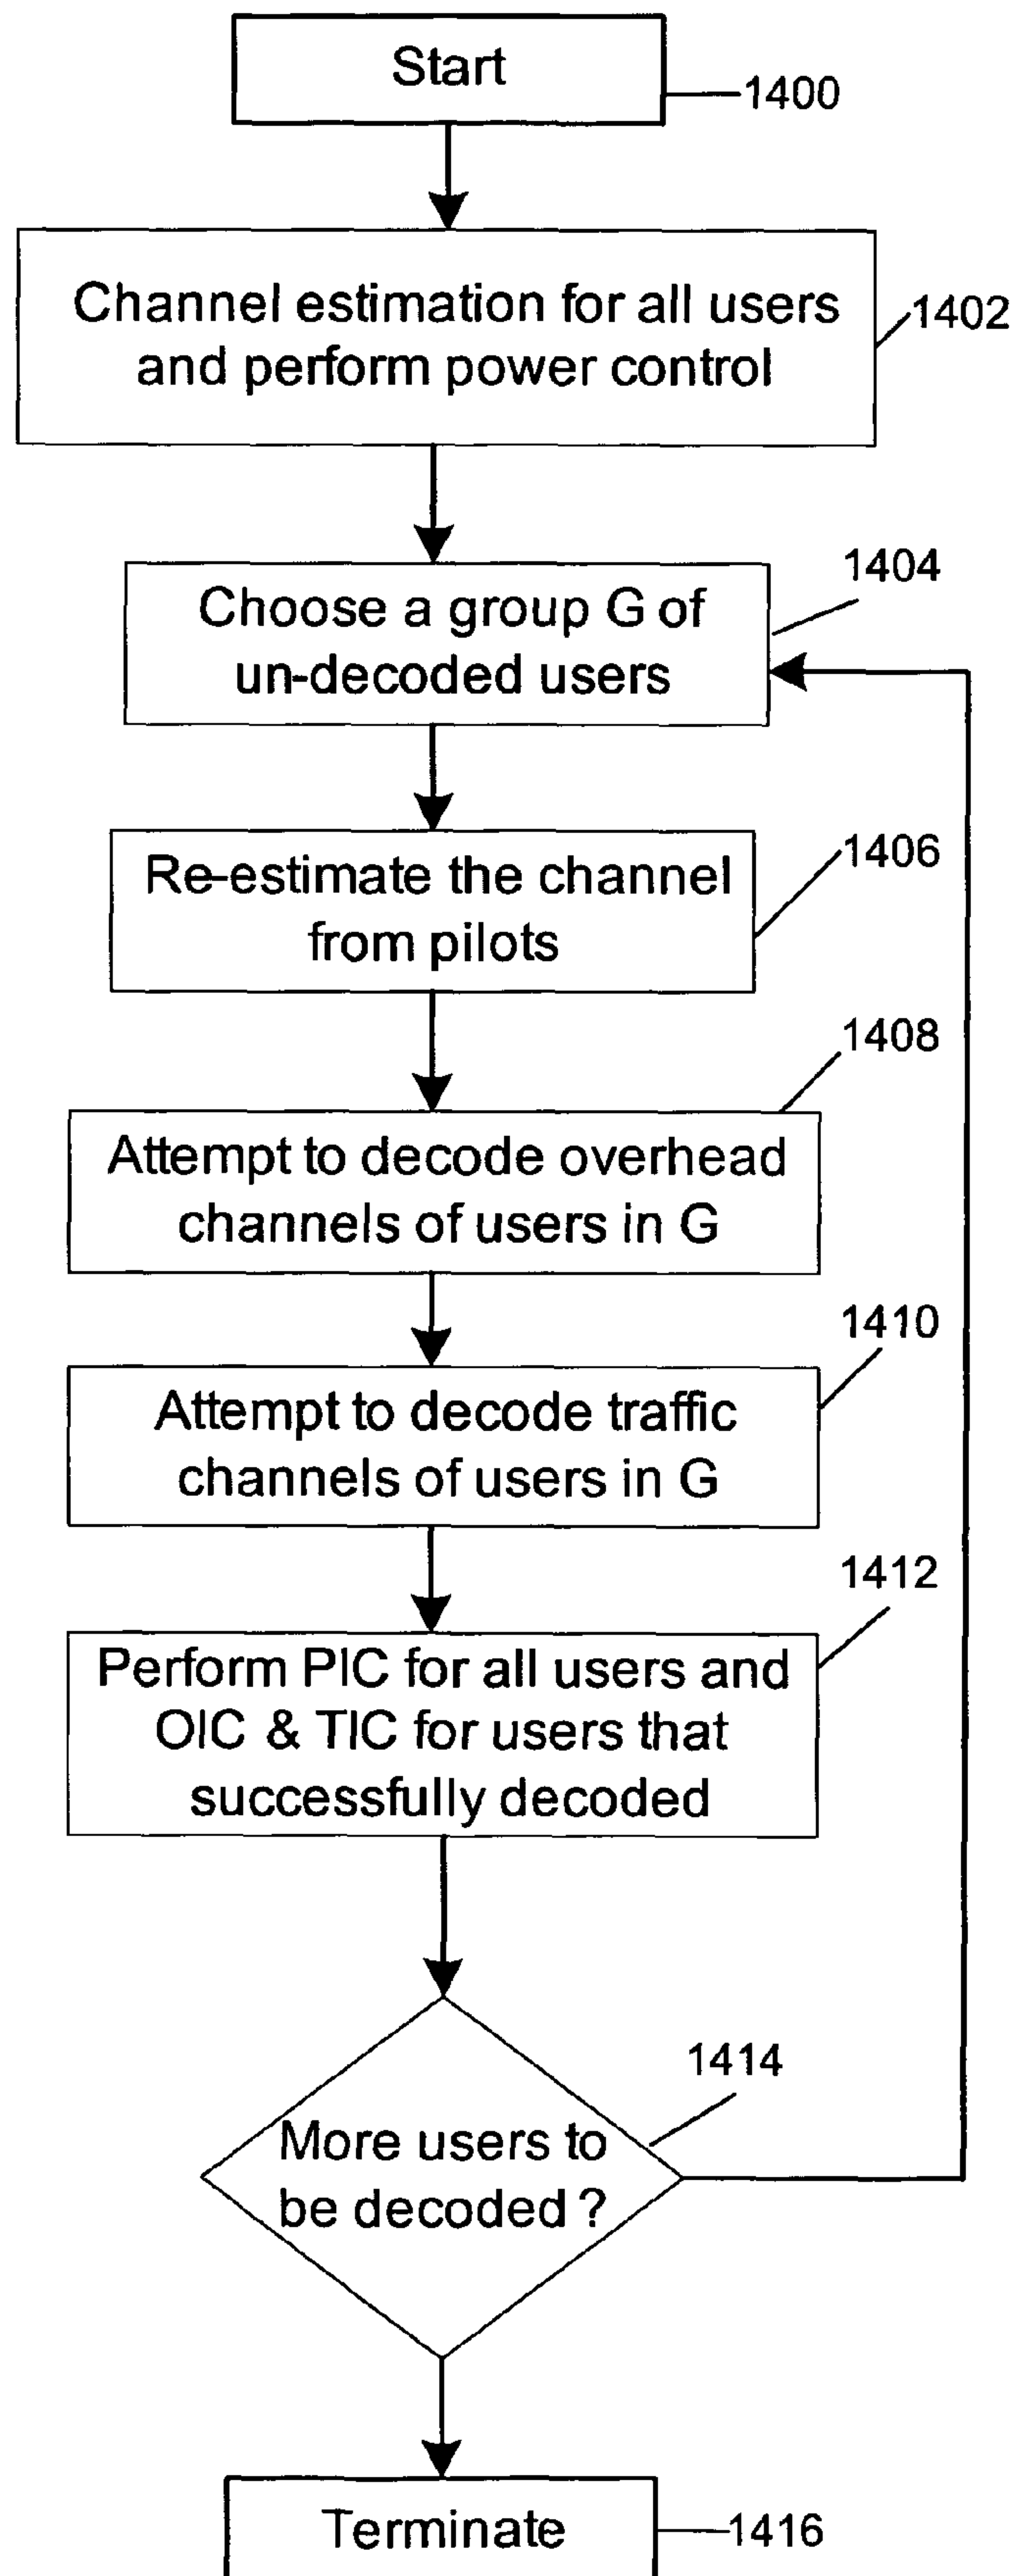 Start
1400
Channel estimation for all users
and perform power control
1402
Choose a group G of
un-decoded users
1404
Re-estimate the channel
from pilots
1406
Attempt to decode overhead
channels of users in G
1408
Attempt to decode traffic
channels of users in G
1410
Perform PIC for all users and
OIC & TIC for users that
successfully decoded
1412
More users to
be decoded ?
1414
Terminate
1416